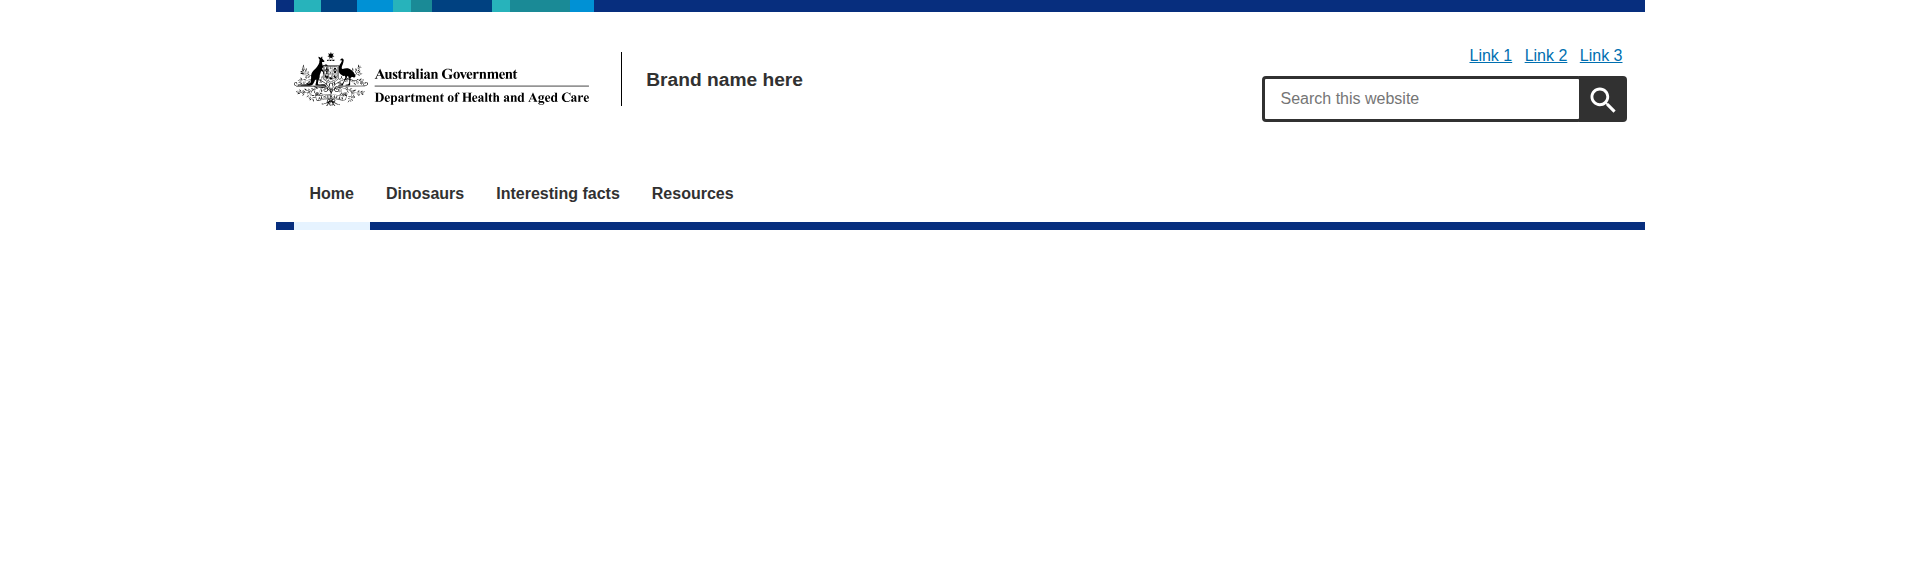 Link 1 Link 2 Link 3
Australian Government
Department of Health and Aged Care
Brand name here
Search this website
Home Dinosaurs Interesting facts Resources